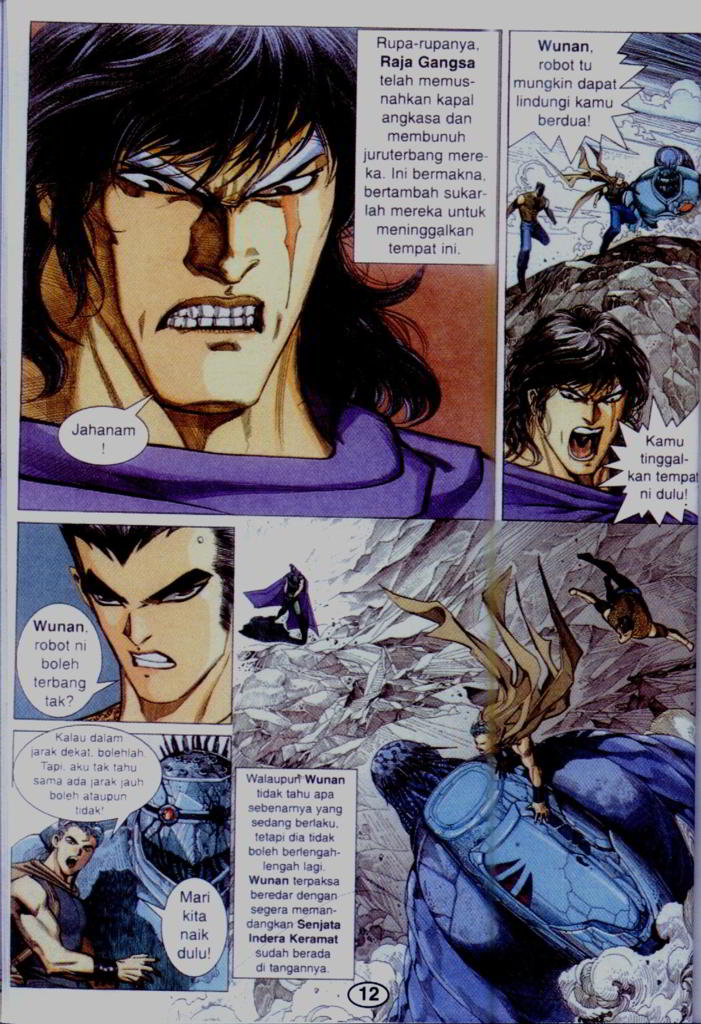 Rupa-rupanya,
Raja Gangsa
telah memus-
nahkan kapal
angkasa dan
membunuh
juruterbang mere-
ka. Ini bermakna,
bertambah sukar-
lah mereka untuk
meninggalkan
tempat ini.
Jahanam
!
Wunan,
robot tu
mungkin dapat
lindungi kamu
berdua!
Kamu
tinggal-
kan tempat
ni dulu!
Wunan,
robot ni
boleh
terbang
tak?
Kalau dalam
jarak dekat, bolehlah.
Tapi, aku tak tahu
sama ada jarak jauh
boleh ataupun
tidak!
Mari
kita
naik
dulu!
Walaupun Wunan
tidak tahu apa
sebenarnya yang
sedang berlaku,
tetapi dia tidak
boleh berlengah-
lengah lagi.
Wunan terpaksa
beredar dengan
segera meman-
dangkan Senjata
Indera Keramat
sudah berada
di tangannya.
12